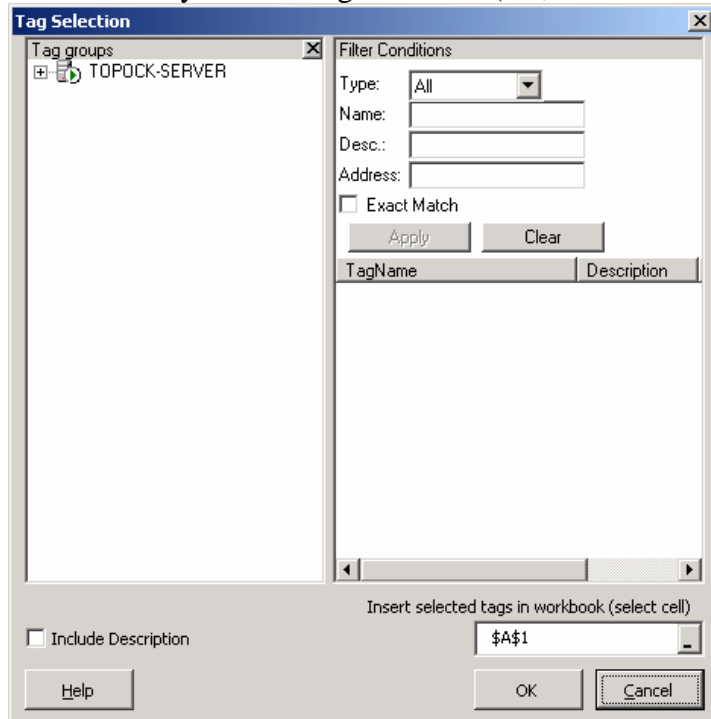 Tag Selection
Tag groups
TOPOCK-SERVER
Filter Conditions
Type: All
Name:
Desc.:
Address:
Exact Match
Apply Clear
TagName Description
Insert selected tags in workbook (select cell)
Include Description
$A$1
Help OK Cancel